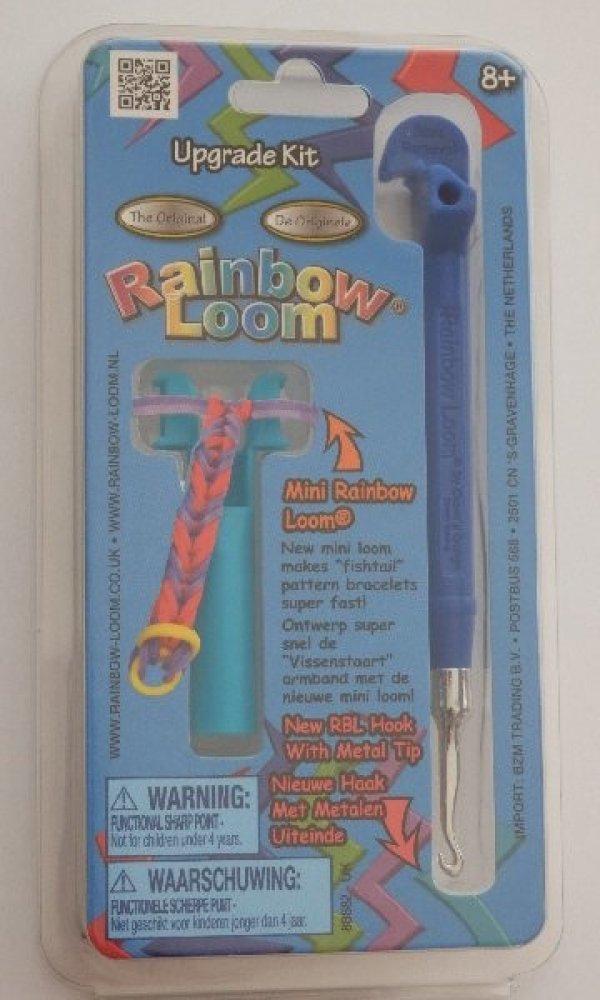 8+
Upgrade Kit
The Original
De Originele
Rainbow®
Loom
Mini Rainbow
Loom®
New mini loom
makes "fishtail"
pattern bracelets
super fast!
Ontwerp super
snel de
"Vissenstaart"
armband met de
nieuwe mini loom!
New RBL Hook
With Metal Tip
Nieuwe Haak
Met Metalen
Uiteinde
WARNING:
FUNCTIONAL SHARP POINT -
Not for children under 4 years.
WAARSCHUWING:
FUNCTIONELE SCHERPE PUNT -
Niet geschikt voor kinderen jonger dan 4 jaar.
WWW.RAINBOW-LOOM.CO.UK • WWW.RAINBOW-LOOM.NL
IMPORT: BZM TRADING B.V. • POSTBUS 568 • 2501 CN 'S-GRAVENHAGE • THE NETHERLANDS
Rainbow Loom®